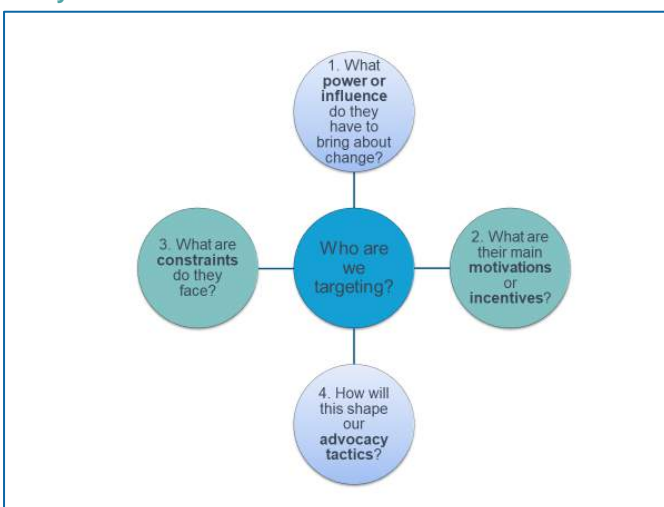 1. What
power or
influence
do they
have to
bring about
change?
3. What are
constraints
do they
face?
Who are
we
targeting?
2. What are
their main
motivations
or
incentives?
4. How will
this shape
our
advocacy
tactics?